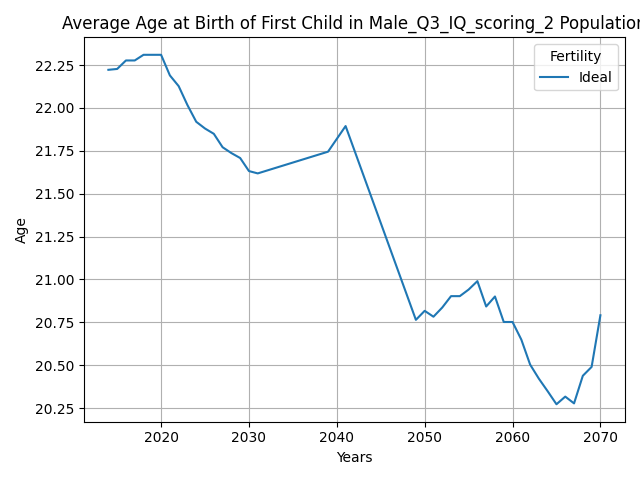 Average Age at Birth of First Child in Male_Q3_IQ_scoring_2 Population
Fertility
Ideal
22.25
22.00
21.75
21.50
21.25
21.00
20.75
20.50
20.25
Age
2020 2030 2040 2050 2060 2070
Years